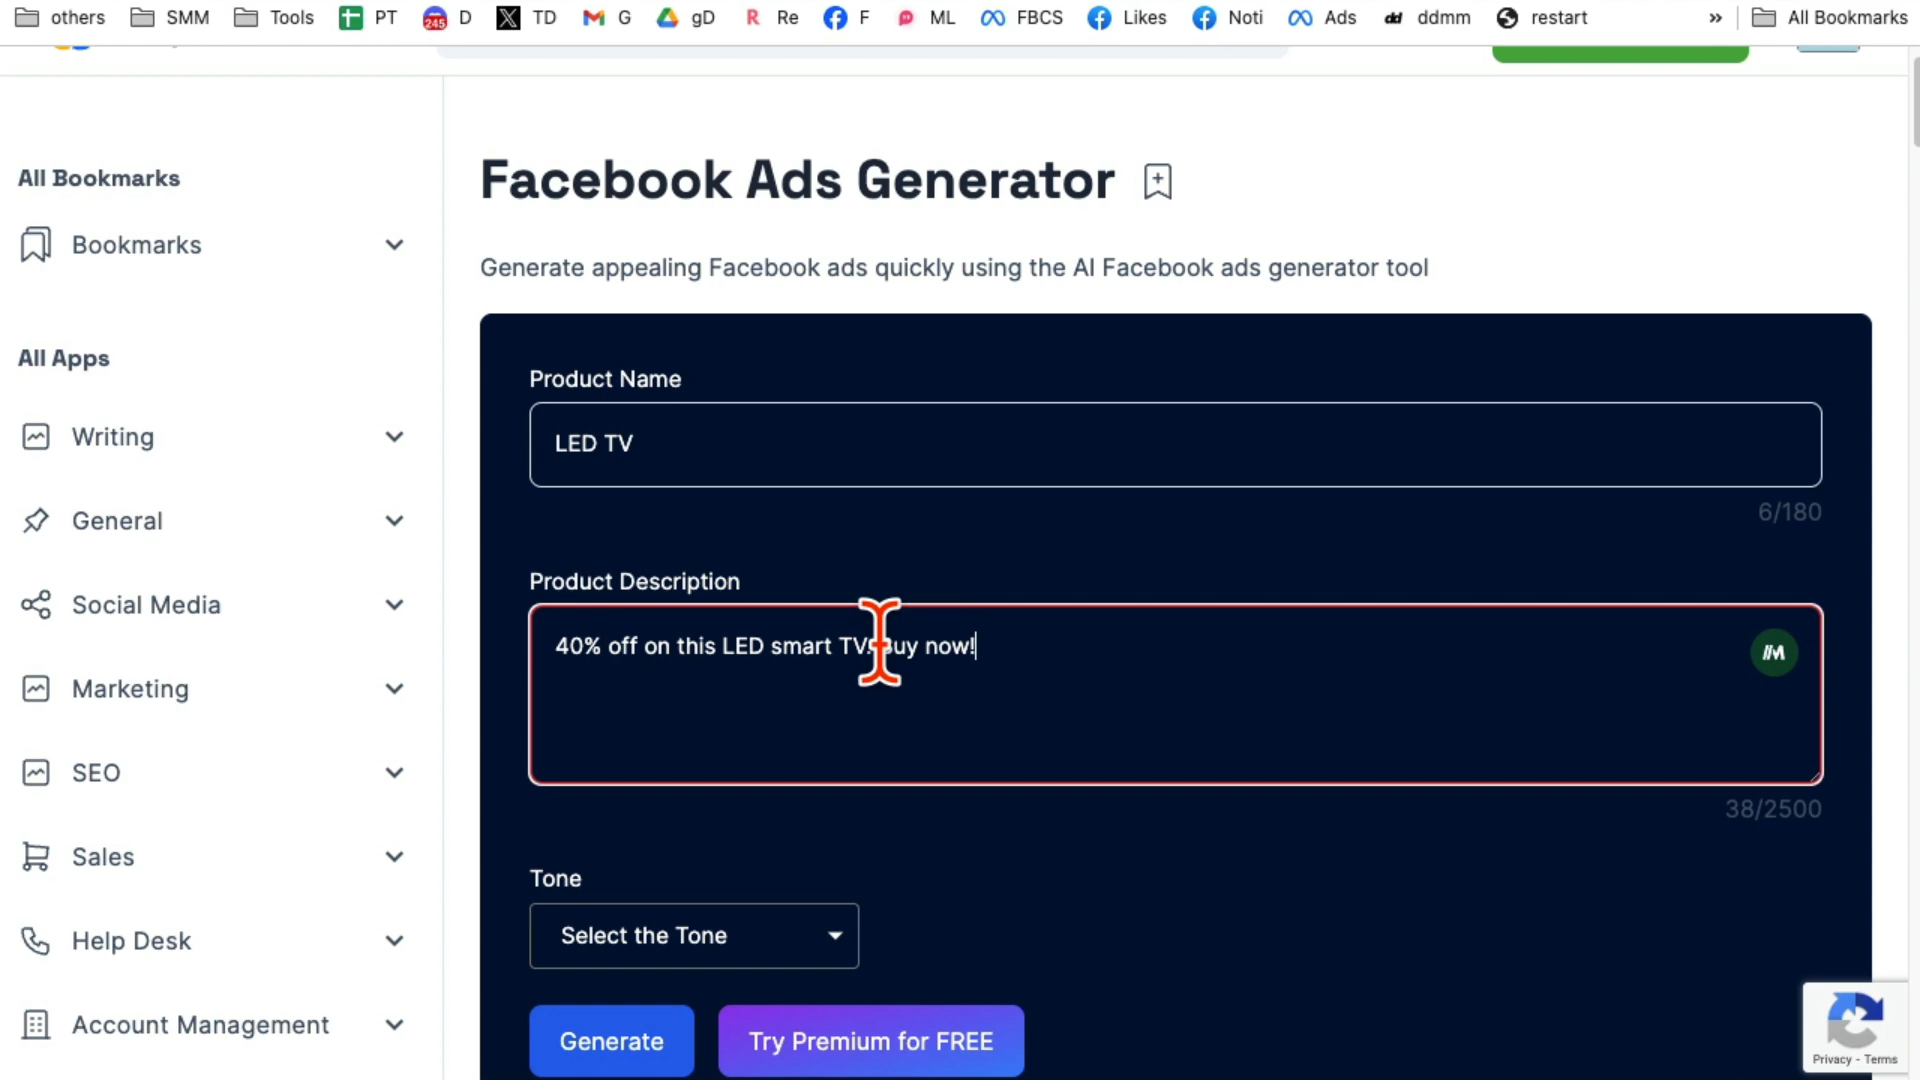 others SMM Tools PT 245 D TD G gD R Re F ML FBCS Likes Noti Ads dd ddmm restart » All Bookmarks
All Bookmarks
Bookmarks
All Apps
Writing
General
Social Media
Marketing
SEO
Sales
Help Desk
Account Management
Facebook Ads Generator
Generate appealing Facebook ads quickly using the AI Facebook ads generator tool
Product Name
LED TV
6/180
Product Description
40% off on this LED smart TV. Buy now!
38/2500
Tone
Select the Tone
Generate
Try Premium for FREE
Privacy - Terms